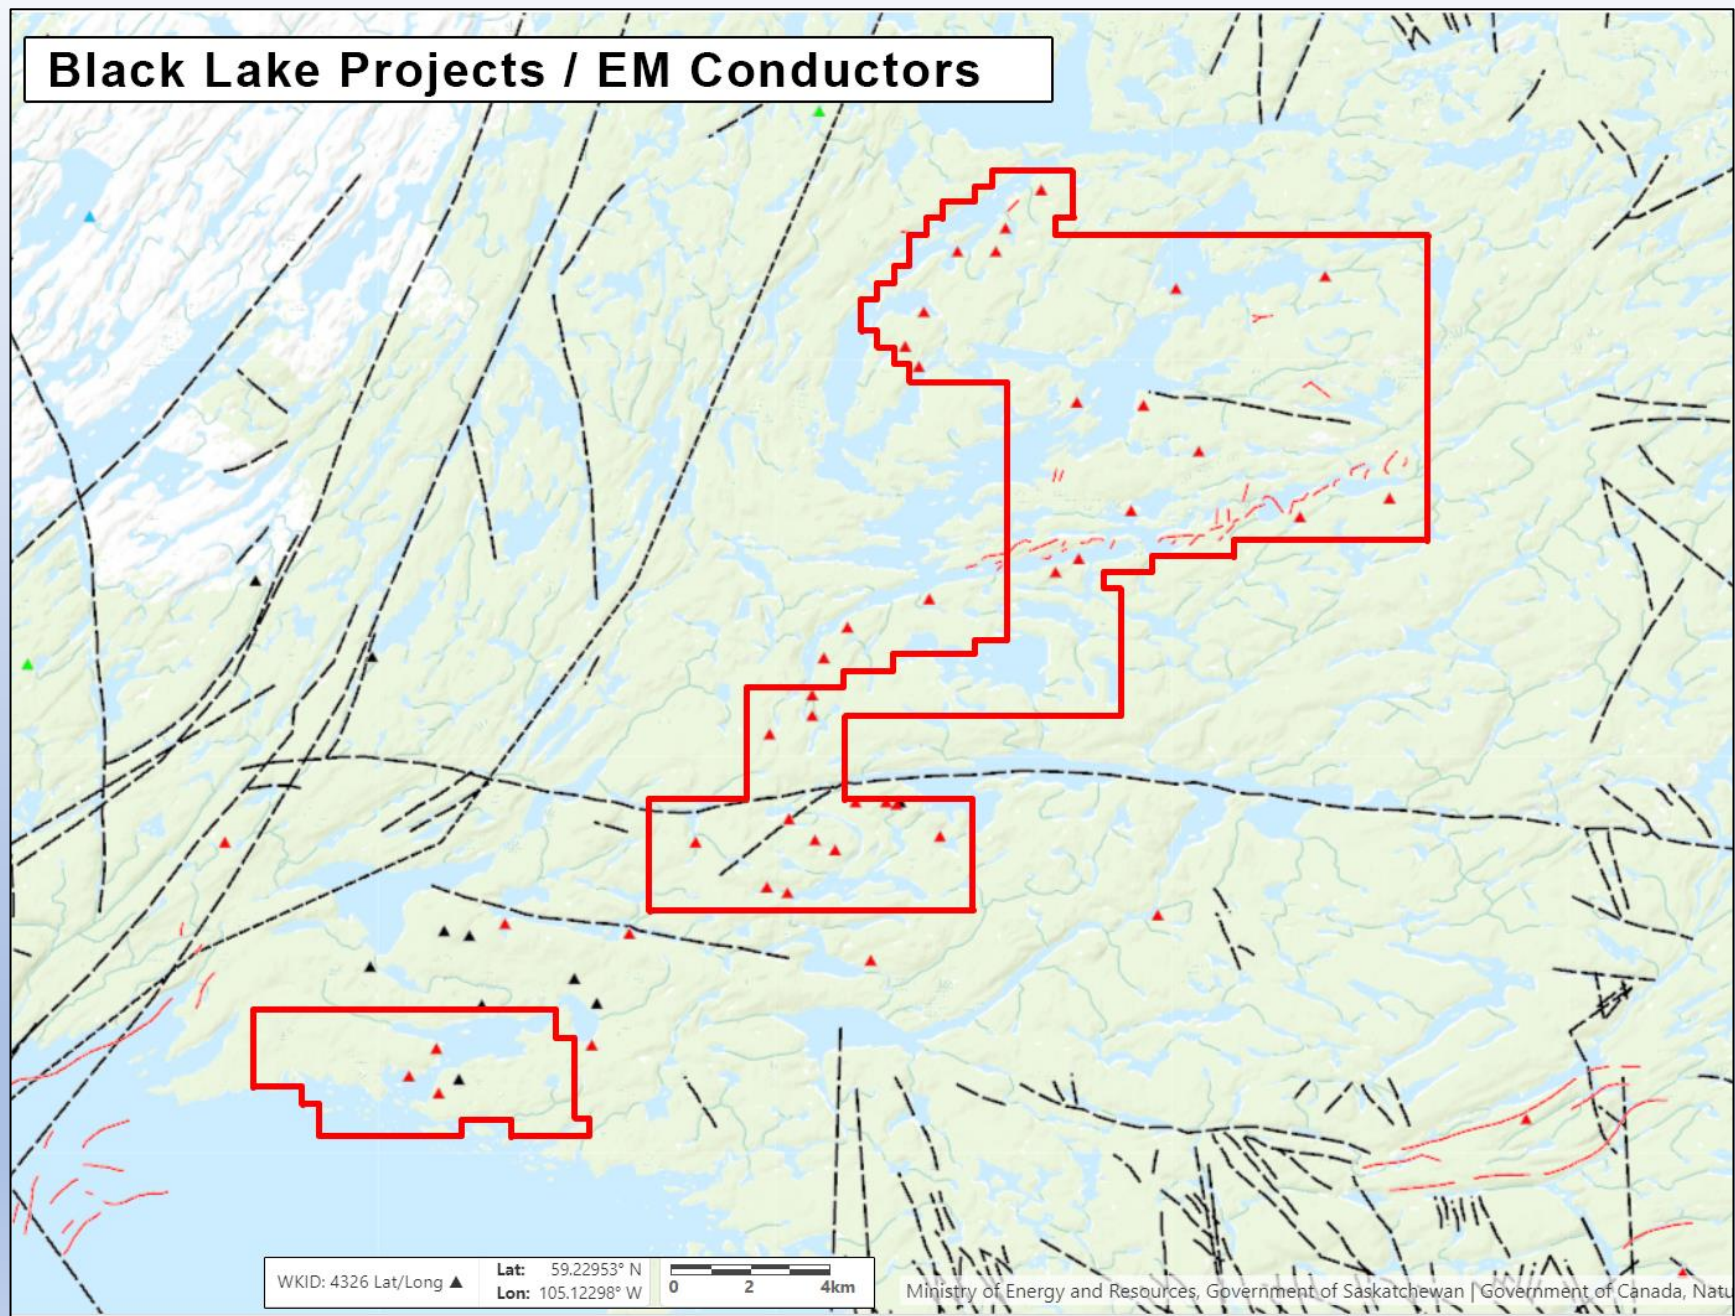 Black Lake Projects / EM Conductors
WKID: 4326 Lat/Long ▲
Lat: 59.22953° N
Lon: 105.12298° W
0 2 4km
Ministry of Energy and Resources, Government of Saskatchewan | Government of Canada, Nat